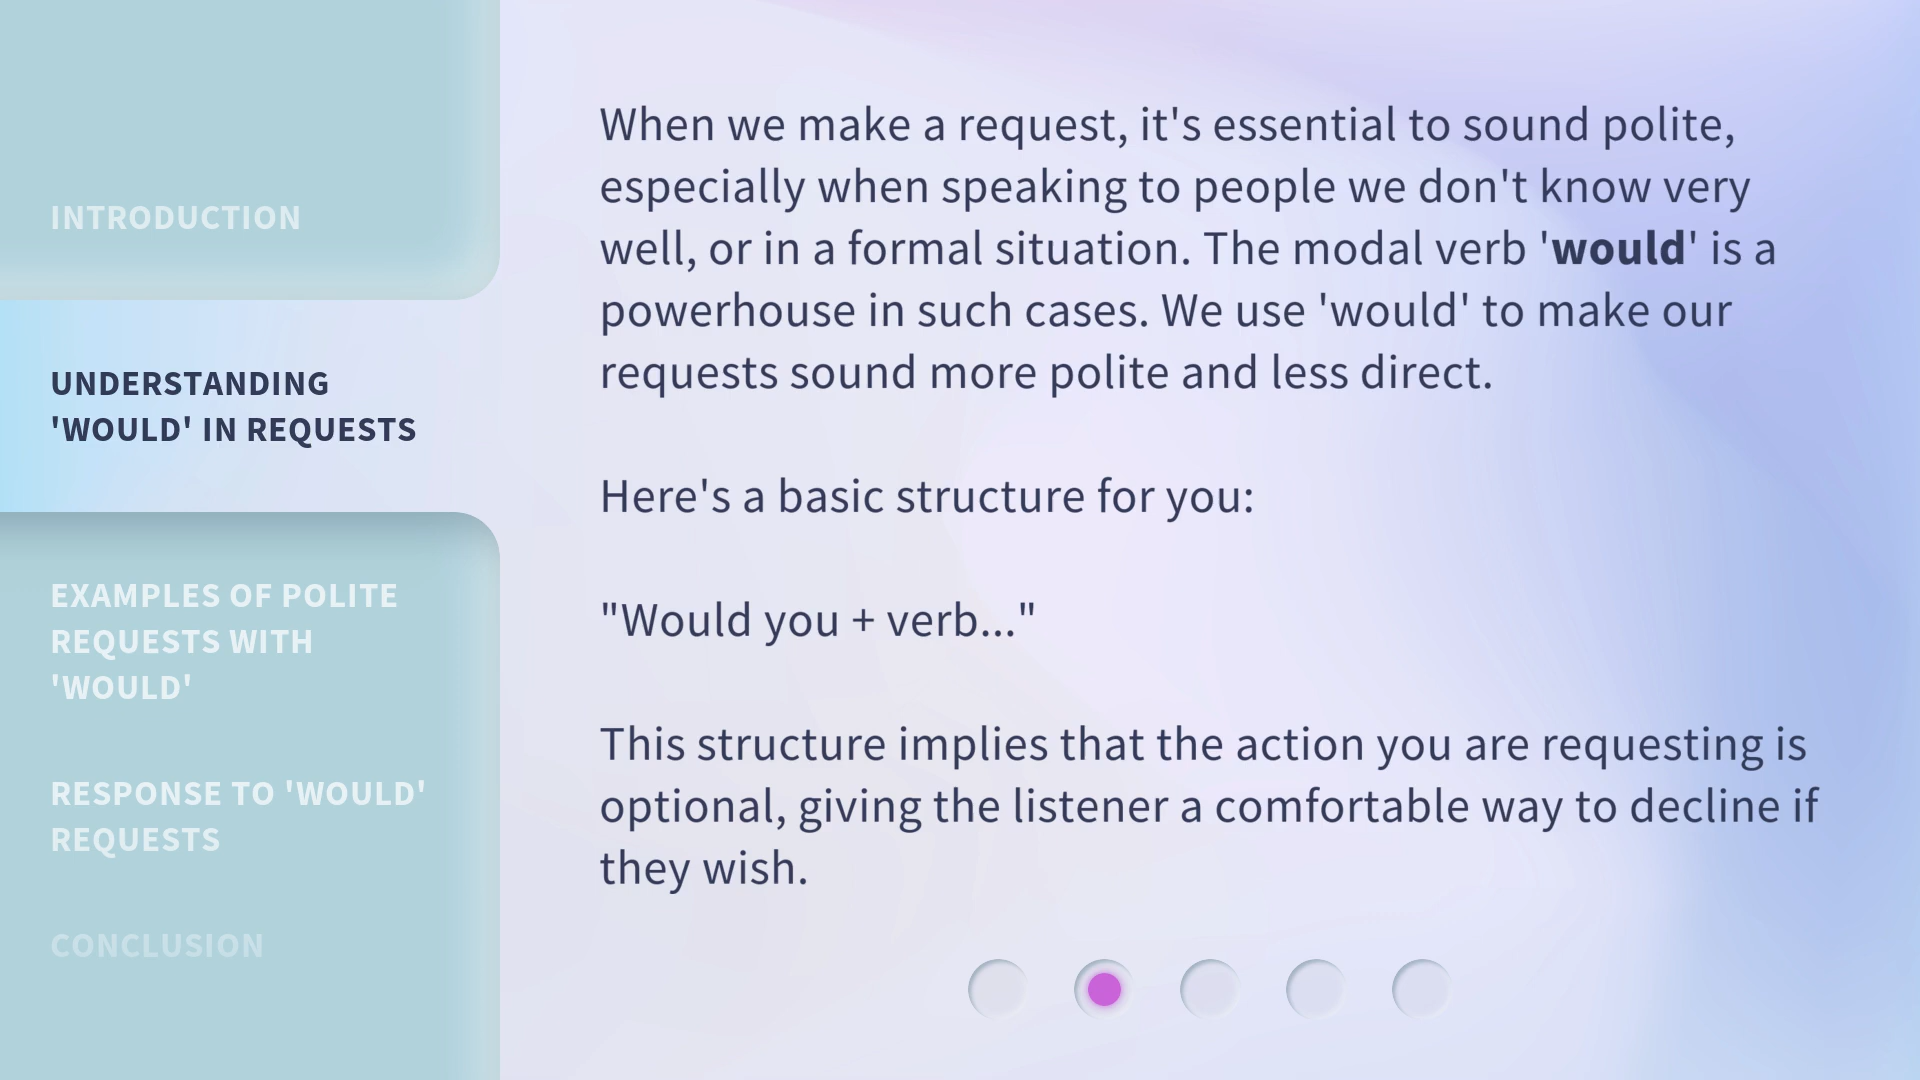 INTRODUCTION
UNDERSTANDING
'WOULD' IN REQUESTS
EXAMPLES OF POLITE
REQUESTS WITH
'WOULD'
RESPONSE TO 'WOULD'
REQUESTS
CONCLUSION
When we make a request, it's essential to sound polite,
especially when speaking to people we don't know very
well, or in a formal situation. The modal verb 'would' is a
powerhouse in such cases. We use 'would' to make our
requests sound more polite and less direct.
Here's a basic structure for you:
"Would you + verb..."
This structure implies that the action you are requesting is
optional, giving the listener a comfortable way to decline if
they wish.